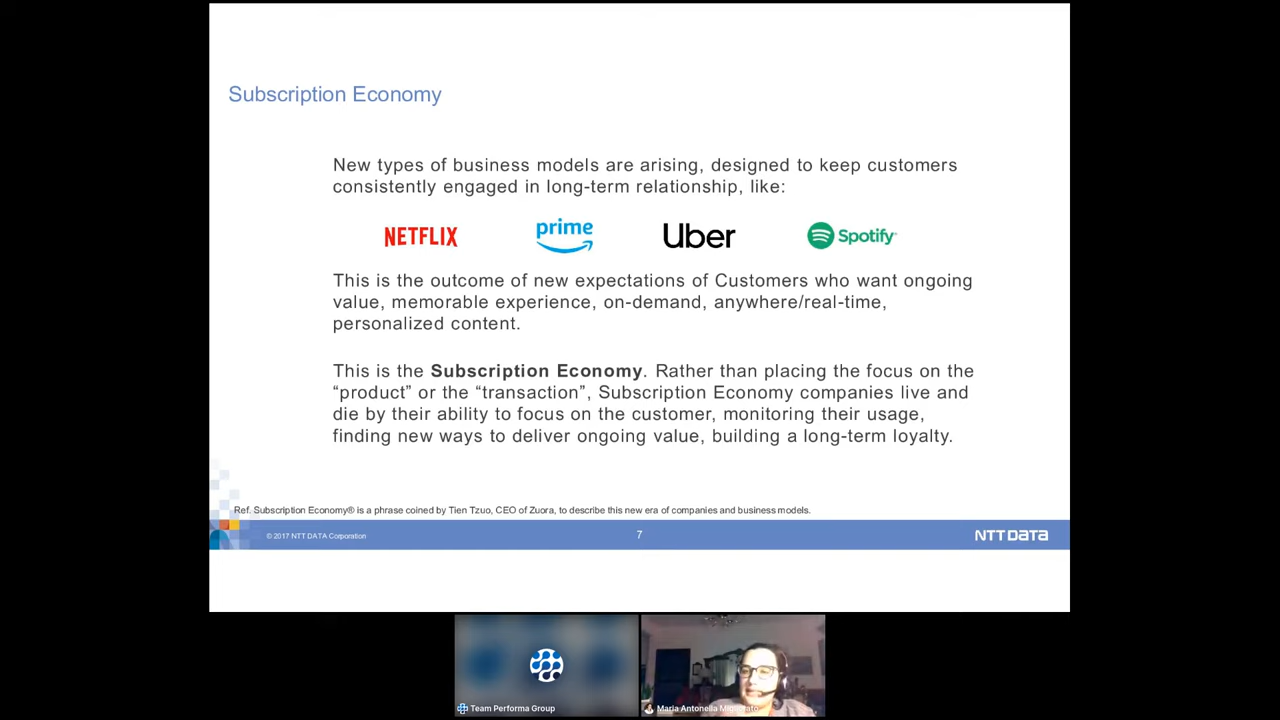 Subscription Economy
New types of business models are arising, designed to keep customers
consistently engaged in long-term relationship, like:
NETFLIX prime Uber Spotify
This is the outcome of new expectations of Customers who want ongoing
value, memorable experience, on-demand, anywhere/real-time,
personalized content.
This is the Subscription Economy. Rather than placing the focus on the
“product” or the “transaction”, Subscription Economy companies live and
die by their ability to focus on the customer, monitoring their usage,
finding new ways to deliver ongoing value, building a long-term loyalty.
Ref. Subscription Economy® is a phrase coined by Tien Tzuo, CEO of Zuora, to describe this new era of companies and business models.
© 2017 NTT DATA Corporation 7 NTT DATA
Team Performa Group
Maria Antonella